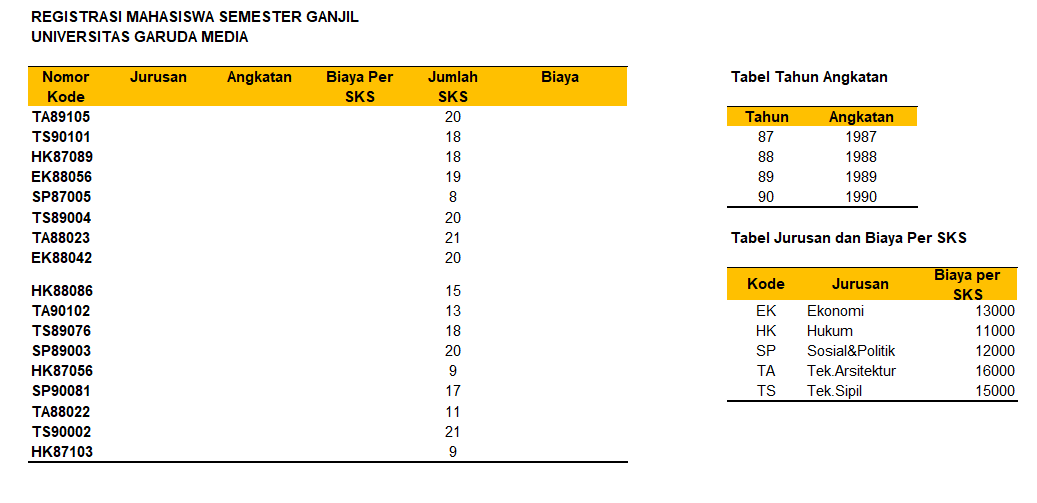 REGISTRASI MAHASISWA SEMESTER GANJIL
UNIVERSITAS GARUDA MEDIA
Nomor Kode Jurusan Angkatan Biaya Per SKS Jumlah SKS Biaya
TA89105 20
TS90101 18
HK87089 18
EK88056 19
SP87005 8
TS89004 20
TA88023 21
EK88042 20
HK88086 15
TA90102 13
TS89076 18
SP89003 20
HK87056 9
SP90081 17
TA88022 11
TS90002 21
HK87103 9
Tabel Tahun Angkatan
Tahun Angkatan
87 1987
88 1988
89 1989
90 1990
Tabel Jurusan dan Biaya Per SKS
Kode Jurusan Biaya per SKS
EK Ekonomi 13000
HK Hukum 11000
SP Sosial&Politik 12000
TA Tek.Arsitektur 16000
TS Tek.Sipil 15000